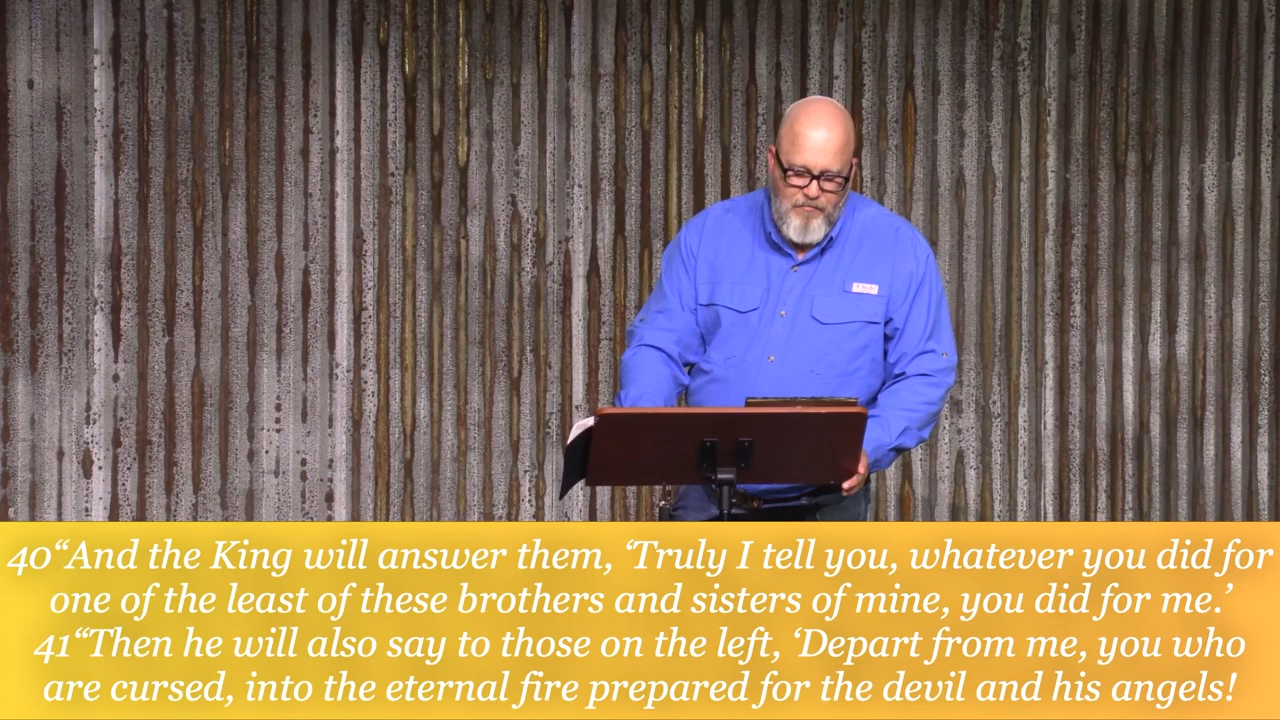 40“And the King will answer them, ‘Truly I tell you, whatever you did for
one of the least of these brothers and sisters of mine, you did for me.’
41“Then he will also say to those on the left, ‘Depart from me, you who
are cursed, into the eternal fire prepared for the devil and his angels!